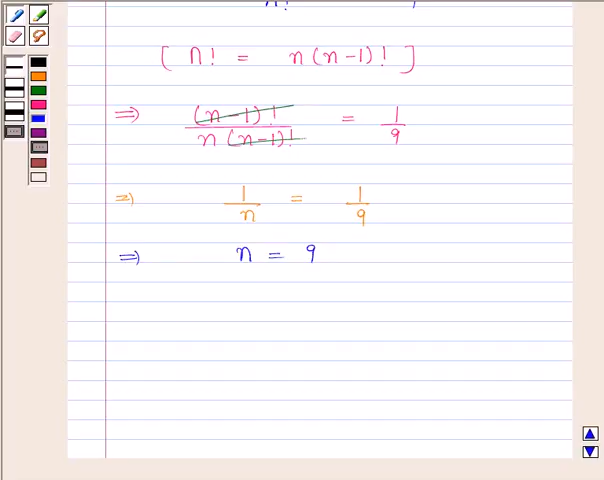 n!
[ n! = n(n-1)! ]
⇒ (n-1)! / n(n-1)! = 1/9
⇒ 1/n = 1/9
⇒ n = 9